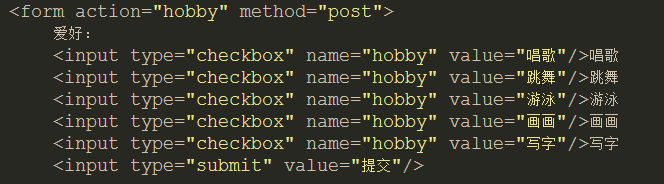 <form action="hobby" method="post">
爱好：
<input type="checkbox" name="hobby" value="唱歌"/>唱歌
<input type="checkbox" name="hobby" value="跳舞"/>跳舞
<input type="checkbox" name="hobby" value="游泳"/>游泳
<input type="checkbox" name="hobby" value="画画"/>画画
<input type="checkbox" name="hobby" value="写字"/>写字
<input type="submit" value="提交"/>